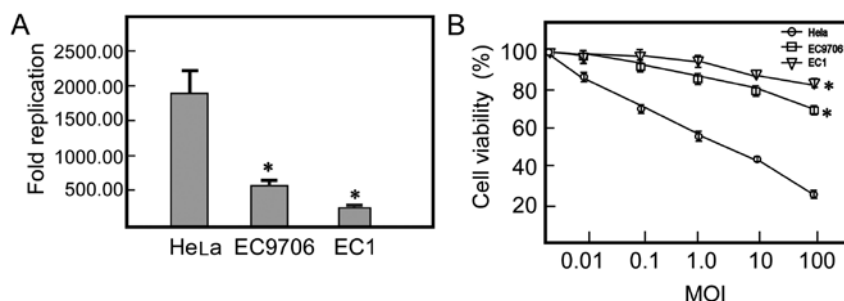 A
Fold replication
2500.00
2000.00
1500.00
1000.00
500.00
*
*
HeLa EC9706 EC1
B
Cell viability (%)
100
80
60
40
20
Hela
EC9706
EC1
*
*
0.01 0.1 1.0 10 100
MOI